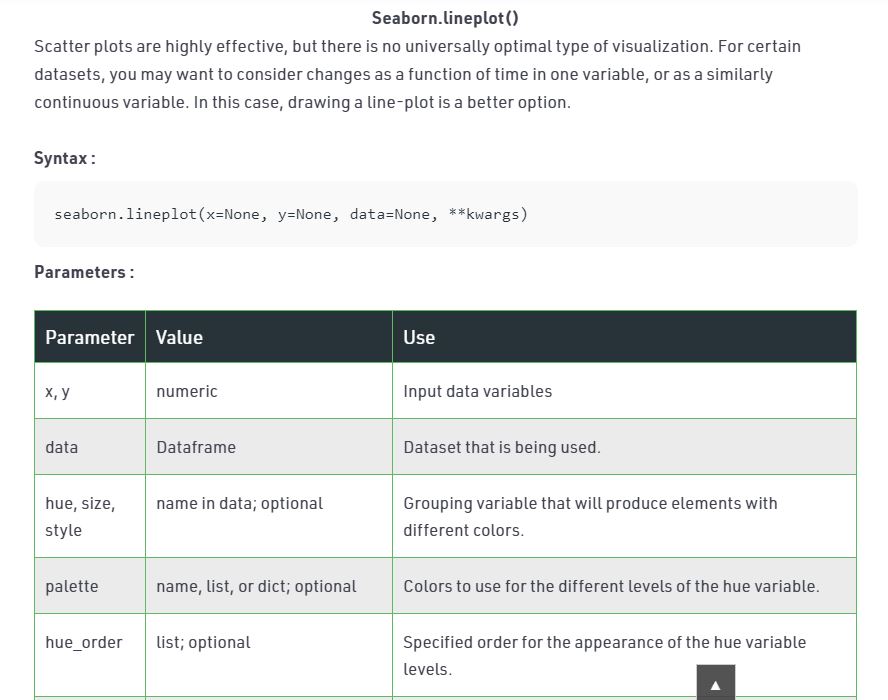 Seaborn.lineplot()
Scatter plots are highly effective, but there is no universally optimal type of visualization. For certain
datasets, you may want to consider changes as a function of time in one variable, or as a similarly
continuous variable. In this case, drawing a line-plot is a better option.
Syntax :
seaborn.lineplot(x=None, y=None, data=None, **kwargs)
Parameters :
Parameter Value Use
x, y numeric Input data variables
data Dataframe Dataset that is being used.
hue, size, name in data; optional Grouping variable that will produce elements with
style different colors.
palette name, list, or dict; optional Colors to use for the different levels of the hue variable.
hue_order list; optional Specified order for the appearance of the hue variable
levels.